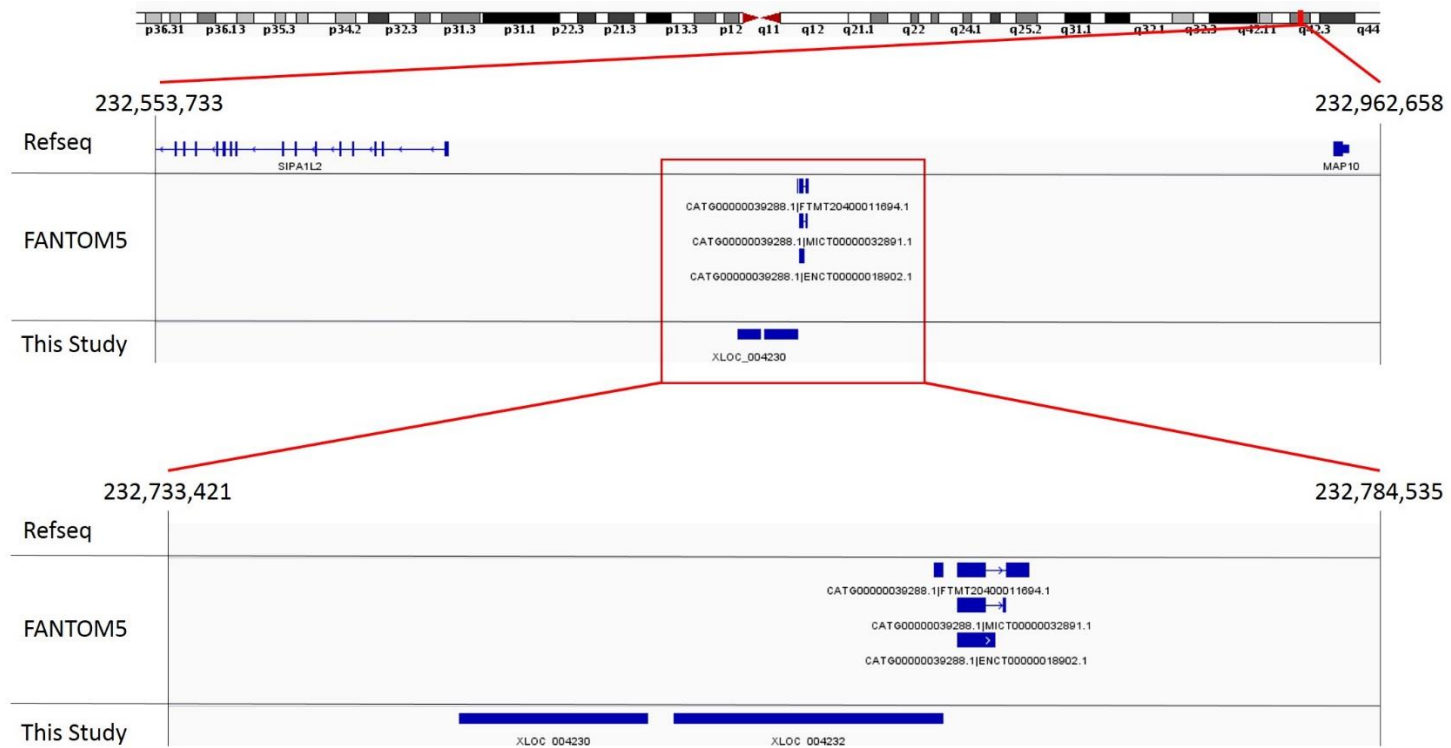 p36.31 p36.13 p35.3 p34.2 p32.3 p31.3 p31.1 p22.3 p21.3 p13.3 p12 q11 q12 q21.1 q22 q24.1 q25.2 q31.1 q32.1 q32.3 q42.11 q42.3 q44
232,553,733 232,962,658
Refseq
SIPA1L2 MAP10
CATG00000039288.1|FTMT20400011694.1
FANTOM5
CATG00000039288.1|MICT00000032891.1
CATG00000039288.1|ENCT00000018902.1
This Study
XLOC_004230
232,733,421 232,784,535
Refseq
CATG00000039288.1|FTMT20400011694.1
FANTOM5
CATG00000039288.1|MICT00000032891.1
CATG00000039288.1|ENCT00000018902.1
This Study
XLOC_004230 XLOC_004232